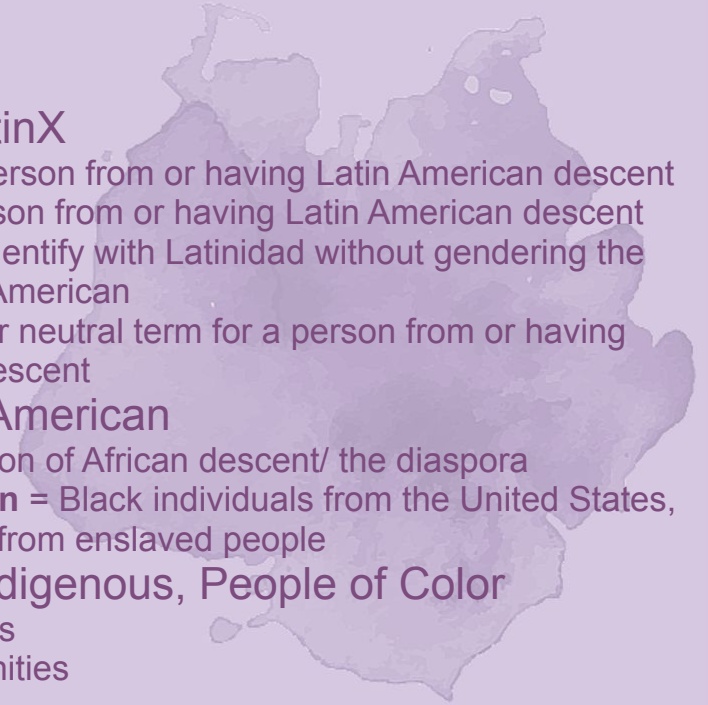 tinX
erson from or having Latin American descent
son from or having Latin American descent
entify with Latinidad without gendering the
American
r neutral term for a person from or having
escent
American
on of African descent/ the diaspora
n = Black individuals from the United States,
from enslaved people
digenous, People of Color
s
nities